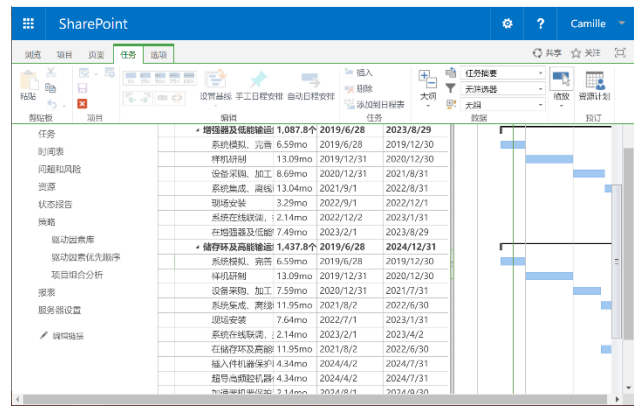 SharePoint
? Camille
浏览 项目 页面 任务 选项 共享 关注
粘贴
设置基线 手工日程安排 自动日程安排
插入
删除
添加到日程表
大纲
任务摘要
无筛选器
无组
缩放 资源计划
剪贴板 项目 编辑 任务 数据 预订
任务
时间表
问题和风险
资源
状态报告
策略
驱动因素库
驱动因素优先顺序
项目组合分析
报表
服务器设置
编辑链接
增强器及低能输运 1,087.8个 2019/6/28 2023/8/29
系统模拟、完善 6.59mo 2019/6/28 2019/12/30
样机研制 13.09mo 2019/12/31 2020/12/30
设备采购、加工 8.69mo 2020/12/31 2021/8/31
系统集成、离线 13.04mo 2021/9/1 2022/8/31
现场安装 3.29mo 2022/9/1 2022/12/1
系统在线联调、 2.14mo 2022/12/2 2023/1/31
在增强器及低能 7.49mo 2023/2/1 2023/8/29
储存环及高能输运 1,437.8个 2019/6/28 2024/12/31
系统模拟、完善 6.59mo 2019/6/28 2019/12/30
样机研制 13.09mo 2019/12/31 2020/12/30
设备采购、加工 7.59mo 2020/12/31 2021/7/31
系统集成、离线 11.95mo 2021/8/2 2022/6/30
现场安装 7.64mo 2022/7/1 2023/1/31
系统在线联调、 2.14mo 2023/2/1 2023/4/2
在储存环及高能 11.95mo 2021/8/2 2022/6/30
插入件机器保护 4.34mo 2024/4/2 2024/7/31
超导高频腔机器 4.34mo 2024/4/2 2024/7/31
2.14mo 2024/8/1 2024/9/30